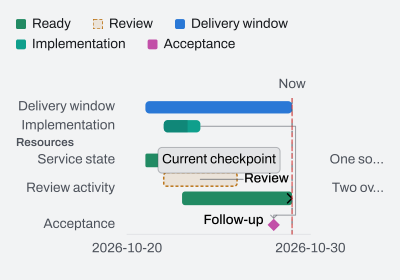 Ready Review Delivery window
Implementation Acceptance
Now
Delivery window
Implementation
Resources
Service state Current checkpoint One so...
Review
Review activity Two ov...
Follow-up
Acceptance
2026-10-20 2026-10-30